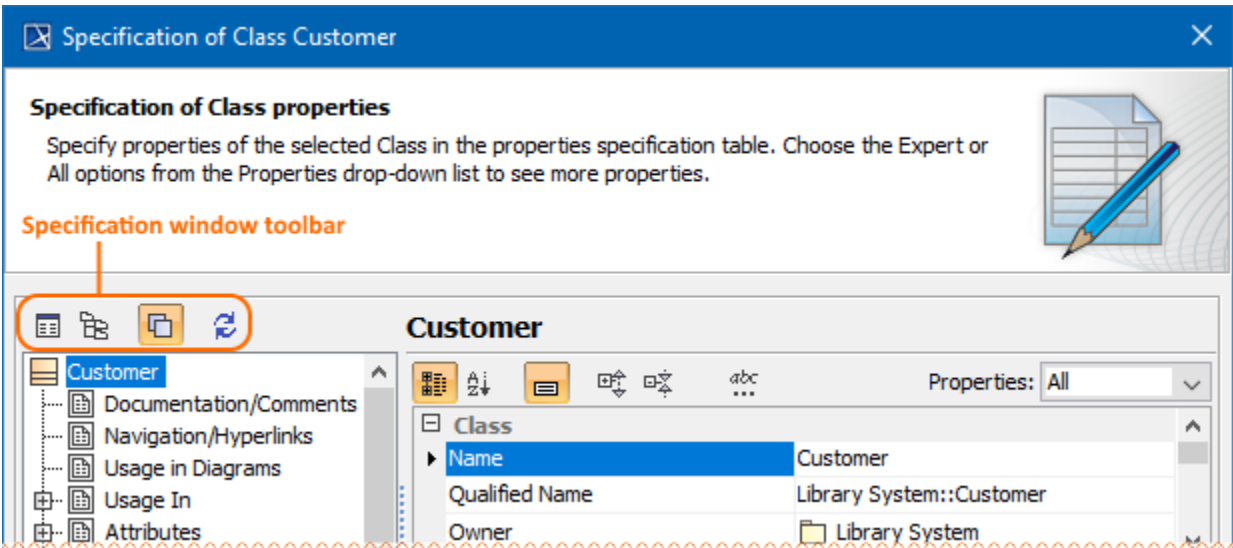 Specification of Class Customer
Specification of Class properties
Specify properties of the selected Class in the properties specification table. Choose the Expert or
All options from the Properties drop-down list to see more properties.
Specification window toolbar
Customer
Customer
Documentation/Comments
Navigation/Hyperlinks
Usage in Diagrams
Usage In
Attributes
A Z abc Properties: All
Class
Name Customer
Qualified Name Library System::Customer
Owner Library System